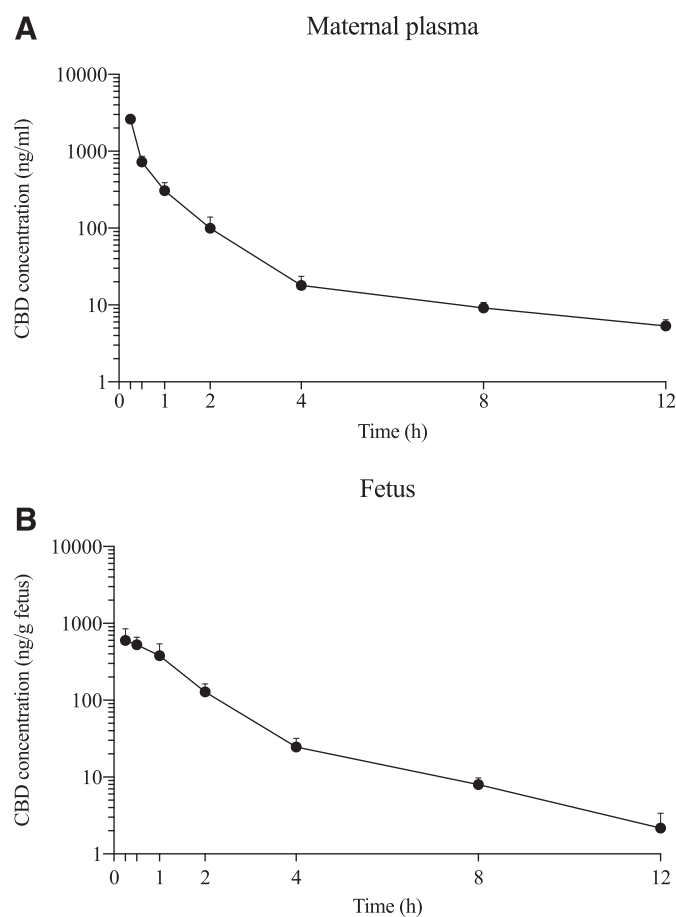 A
Maternal plasma
CBD concentration (ng/ml)
10000
1000
100
10
1
0 1 2 4 8 12
Time (h)
B
Fetus
CBD concentration (ng/g fetus)
10000
1000
100
10
1
0 1 2 4 8 12
Time (h)